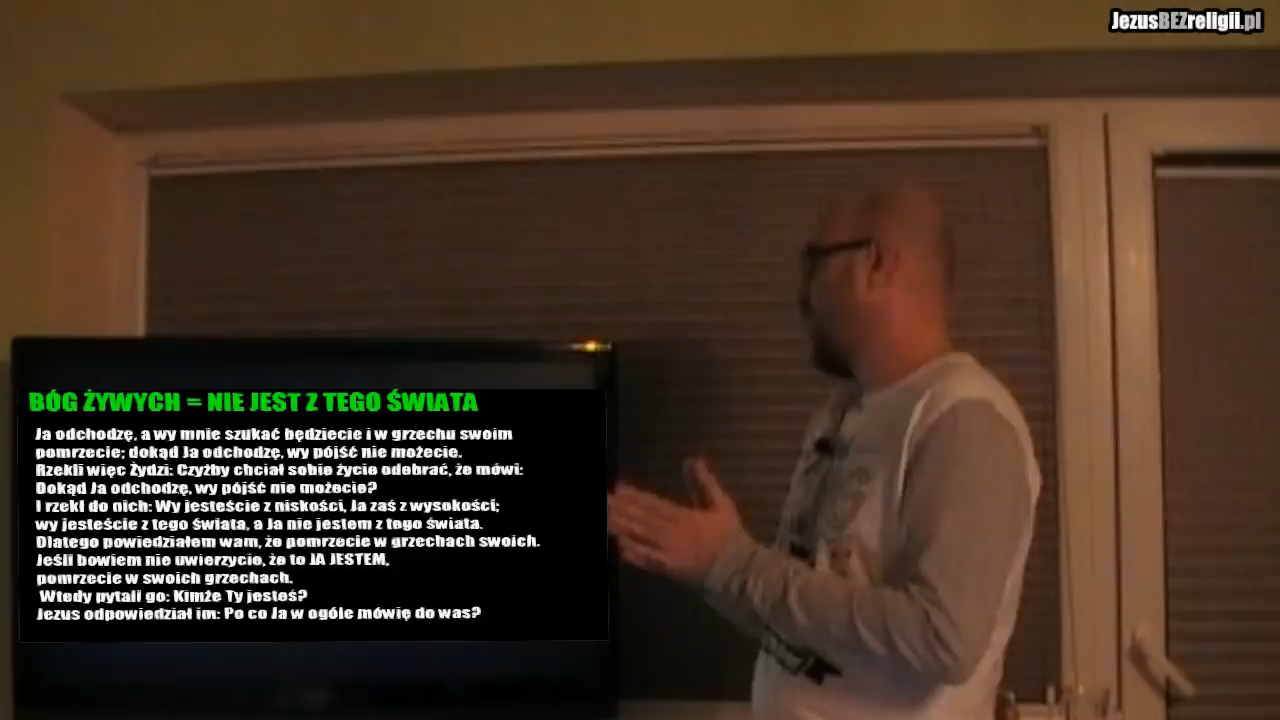 JezusBEZreligii.pl
BÓG ŻYWYCH = NIE JEST Z TEGO ŚWIATA
Ja odchodzę, a wy mnie szukać będziecie i w grzechu swoim
pomrzecie; dokąd Ja odchodzę, wy pójść nie możecie.
Rzekli więc Żydzi: Czyżby chciał sobie życie odebrać, że mówi:
Dokąd Ja odchodzę, wy pójść nie możecie?
I rzekł do nich: Wy jesteście z niskości, Ja zaś z wysokości;
wy jesteście z tego świata, a Ja nie jestem z tego świata.
Dlatego powiedziałem wam, że pomrzecie w grzechach swoich.
Jeśli bowiem nie uwierzycie, że to JA JESTEM,
pomrzecie w swoich grzechach.
Wtedy pytali go: Kimże Ty jesteś?
Jezus odpowiedział im: Po co Ja w ogóle mówię do was?